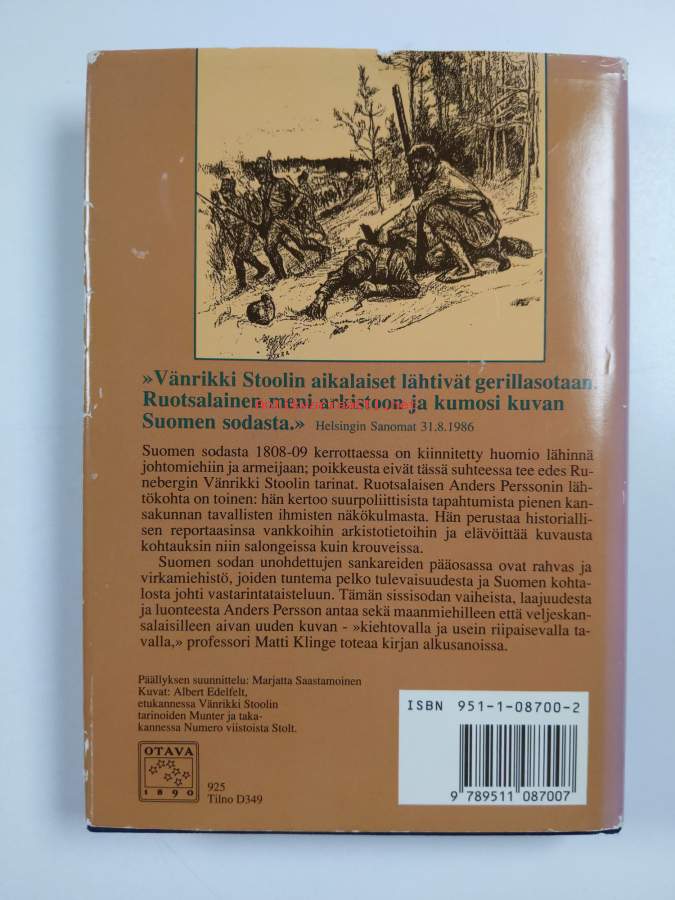 »Vänrikki Stoolin aikalaiset lähtivät gerillasotaan.
Ruotsalainen meni arkistoon ja kumosi kuvan
Suomen sodasta.» Helsingin Sanomat 31.8.1986
Suomen sodasta 1808-09 kerrottaessa on kiinnitetty huomio lähinnä
johtomiehiin ja armeijaan; poikkeusta eivät tässä suhteessa tee edes Ru-
nebergin Vänrikki Stoolin tarinat. Ruotsalaisen Anders Perssonin läh-
tökohta on toinen: hän kertoo suurpoliittisista tapahtumista pienen kan-
sakunnan tavallisten ihmisten näkökulmasta. Hän perustaa historialli-
sen reportaasinsa vankkoihin arkistotietoihin ja elävöittää kuvausta
kohtauksin niin salongeissa kuin krouveissa.
Suomen sodan unohdettujen sankareiden pääosassa ovat rahvas ja
virkamiehistö, joiden tuntema pelko tulevaisuudesta ja Suomen kohta-
losta johti vastarintataisteluun. Tämän sissisodan vaiheista, laajuudesta
ja luonteesta Anders Persson antaa sekä maanmiehilleen että veljeskan-
salaisilleen aivan uuden kuvan - »kiehtovalla ja usein riipaisevalla ta-
valla,» professori Matti Klinge toteaa kirjan alkusanoissa.
Päällyksen suunnittelu: Marjatta Saastamoinen
Kuvat: Albert Edelfelt,
etukannessa Vänrikki Stoolin
tarinoiden Munter ja taka-
kannessa Numero viistoista Stolt.
OTAVA
1890
925
Tilno D349
ISBN 951-1-08700-2
9 789511 087007